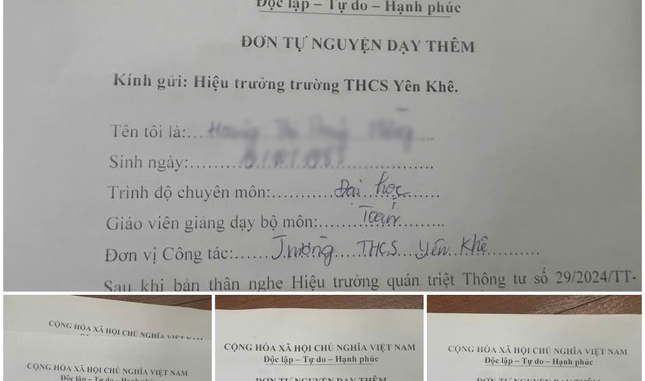 Độc lập – Tự do – Hạnh phúc
ĐƠN TỰ NGUYỆN DẠY THÊM
Kính gửi: Hiệu trưởng trường THCS Yên Khê.
Tên tôi là:
Sinh ngày:
Trình độ chuyên môn: Đại học
Giáo viên giảng dạy bộ môn: Toán
Đơn vị Công tác: Trường THCS Yên Khê
Sau khi bản thân nghe Hiệu trưởng quán triệt Thông tư số 29/2024/TT-
CỘNG HÒA XÃ HỘI CHỦ NGHĨA VIỆT NAM
CỘNG HÒA XÃ HỘI CHỦ NGHĨA VIỆT NAM
Độc lập – Tự do – Hạnh phúc
CỘNG HÒA XÃ HỘI CHỦ NGHĨA VIỆT NAM
Độc lập – Tự do – Hạnh phúc
ĐƠN TỰ NGUYỆN DẠY THÊM
CỘNG HÒA XÃ HỘI CHỦ NGHĨA VIỆT NAM
Độc lập – Tự do – Hạnh phúc